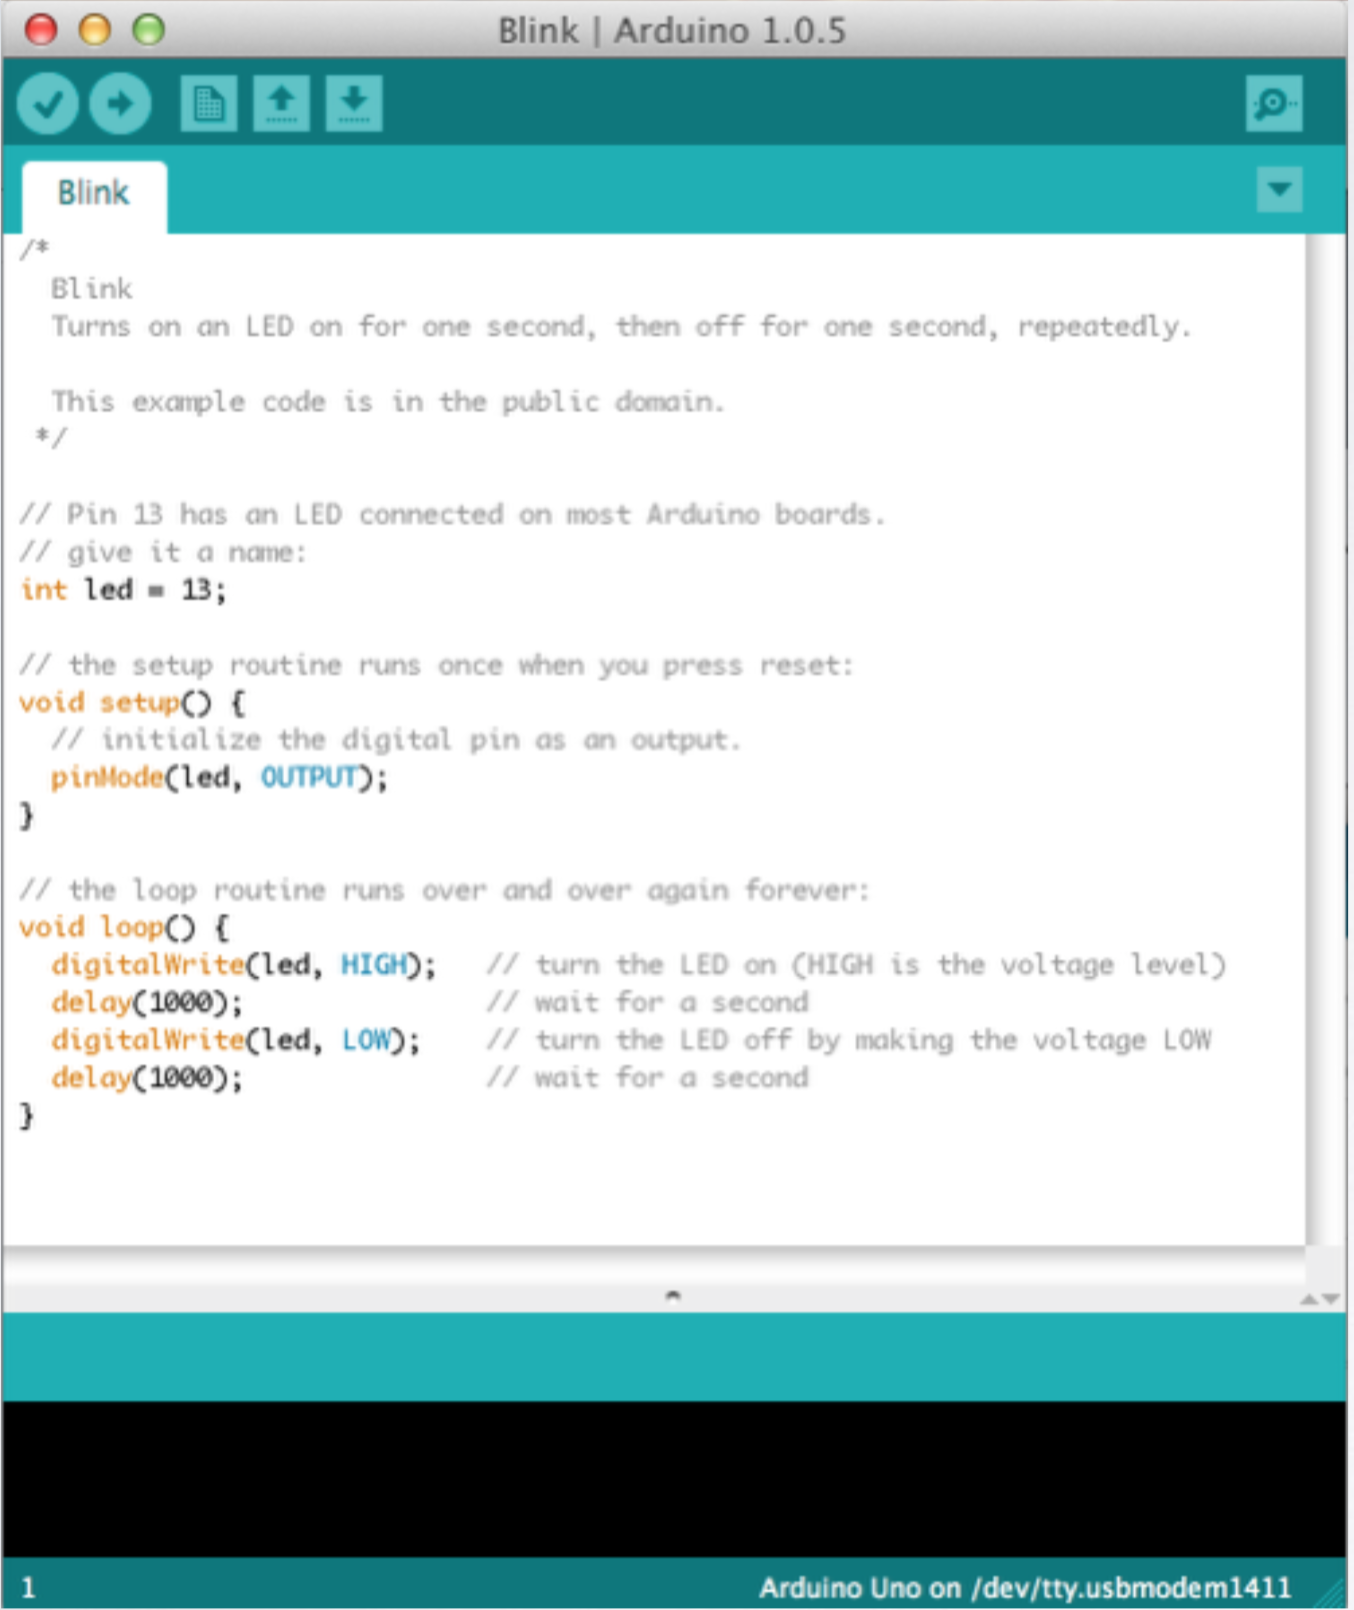 Blink | Arduino 1.0.5
Blink
/*
  Blink
  Turns on an LED on for one second, then off for one second, repeatedly.

  This example code is in the public domain.
 */

// Pin 13 has an LED connected on most Arduino boards.
// give it a name:
int led = 13;

// the setup routine runs once when you press reset:
void setup() {
  // initialize the digital pin as an output.
  pinMode(led, OUTPUT);
}

// the loop routine runs over and over again forever:
void loop() {
  digitalWrite(led, HIGH);   // turn the LED on (HIGH is the voltage level)
  delay(1000);               // wait for a second
  digitalWrite(led, LOW);    // turn the LED off by making the voltage LOW
  delay(1000);               // wait for a second
}
1 Arduino Uno on /dev/tty.usbmodem1411